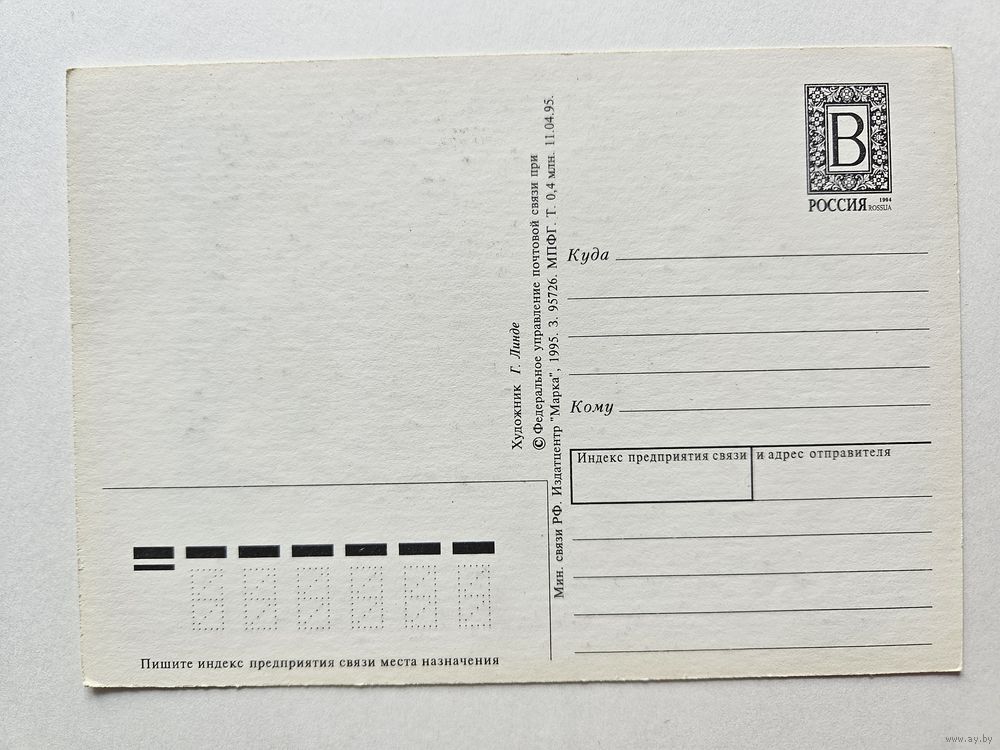 В
1994
РОССИЯ ROSSIJA
Куда
Кому
Индекс предприятия связи и адрес отправителя
Художник Г. Линде
© Федеральное управление почтовой связи при
Мин. связи РФ. Издатцентр "Марка", 1995. З. 95726. МПФГ. Т. 0,4 млн. 11.04.95.
Пишите индекс предприятия связи места назначения
www.ay.by